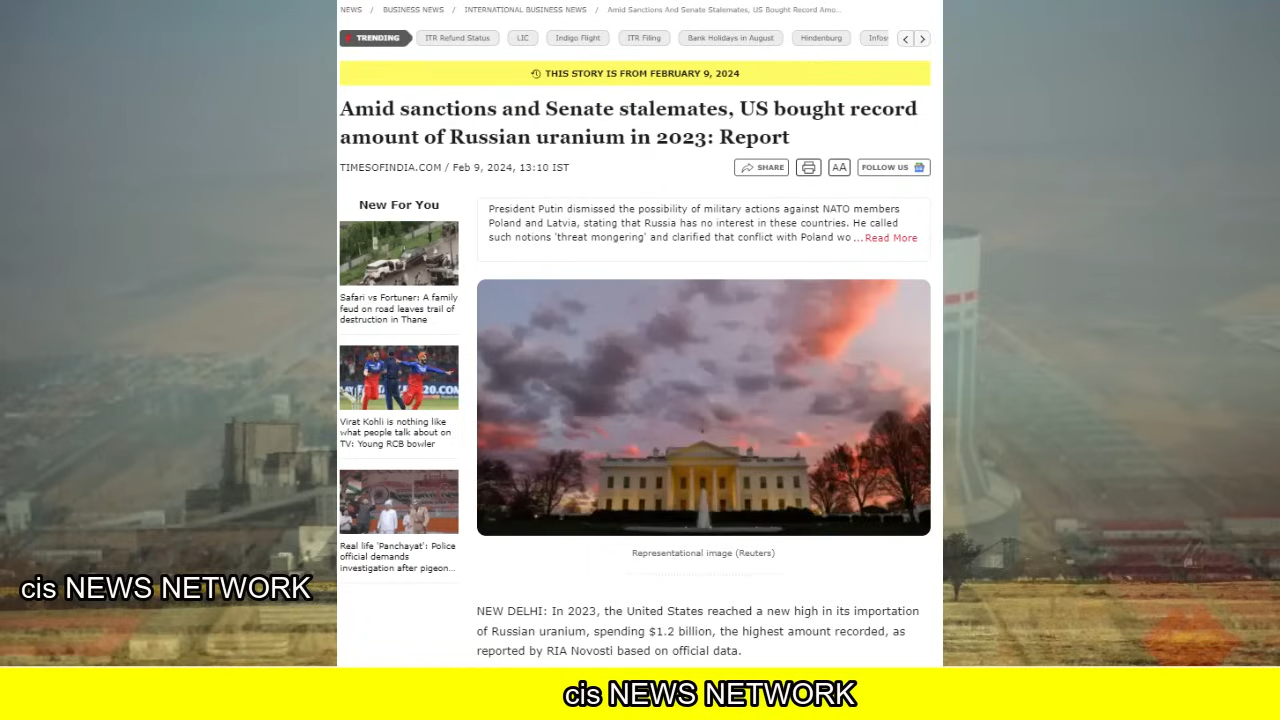 NEWS / BUSINESS NEWS / INTERNATIONAL BUSINESS NEWS / Amid Sanctions And Senate Stalemates, US Bought Record Amo...
TRENDING ITR Refund Status LIC Indigo Flight ITR Filing Bank Holidays in August Hindenburg Infos
THIS STORY IS FROM FEBRUARY 9, 2024
Amid sanctions and Senate stalemates, US bought record
amount of Russian uranium in 2023: Report
TIMESOFINDIA.COM / Feb 9, 2024, 13:10 IST
SHARE AA FOLLOW US
New For You
Safari vs Fortuner: A family
feud on road leaves trail of
destruction in Thane
Virat Kohli is nothing like
what people talk about on
TV: Young RCB bowler
Real life 'Panchayat': Police
official demands
investigation after pigeon...
President Putin dismissed the possibility of military actions against NATO members
Poland and Latvia, stating that Russia has no interest in these countries. He called
such notions 'threat mongering' and clarified that conflict with Poland wo ...Read More
Representational image (Reuters)
NEW DELHI: In 2023, the United States reached a new high in its importation
of Russian uranium, spending $1.2 billion, the highest amount recorded, as
reported by RIA Novosti based on official data.
cis NEWS NETWORK
cis NEWS NETWORK